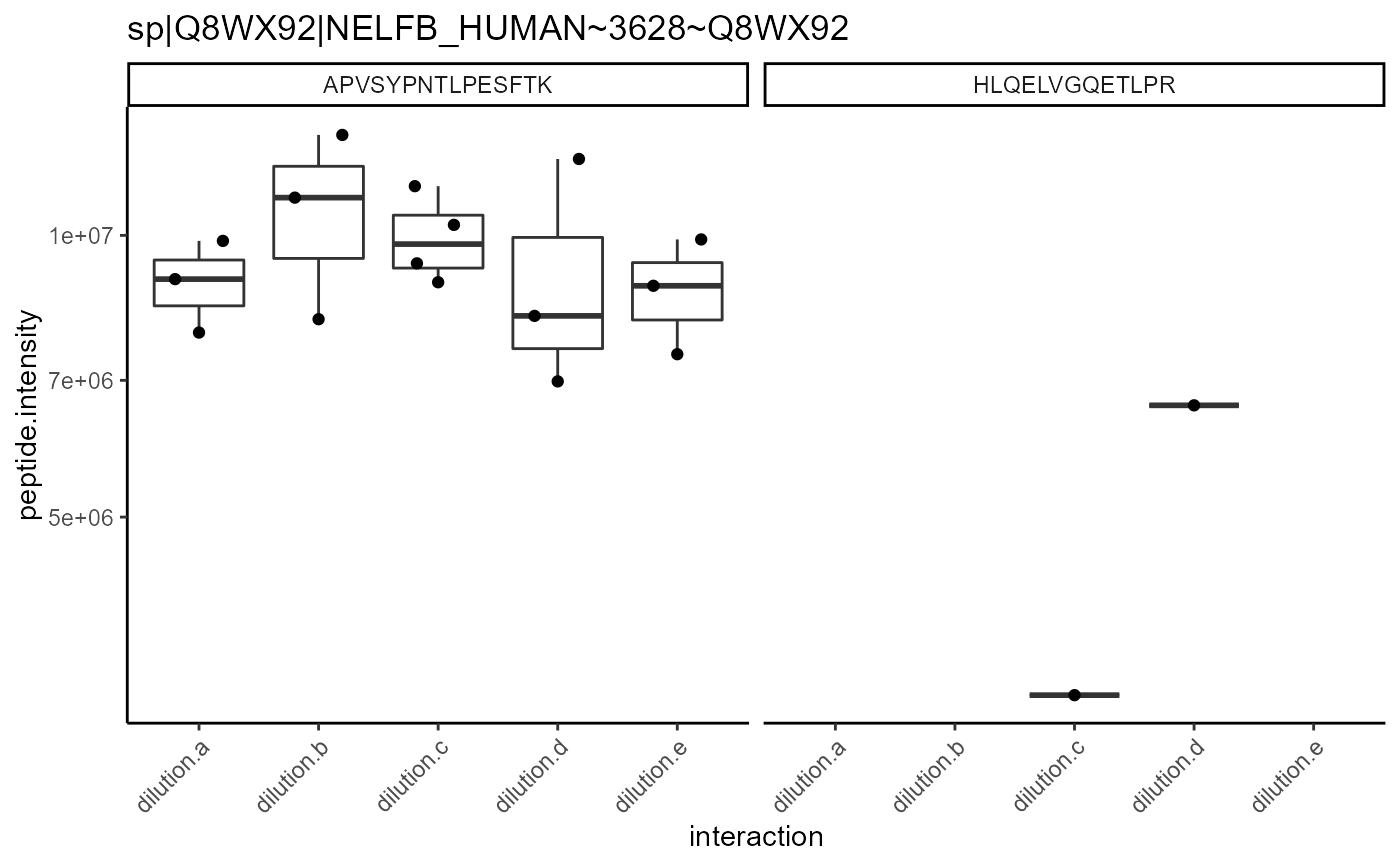 sp|Q8WX92|NELFB_HUMAN~3628~Q8WX92
APVSYPNTLPESFTK
HLQELVGQETLPR
peptide.intensity
1e+07
7e+06
5e+06
dilution.a
dilution.b
dilution.c
dilution.d
dilution.e
dilution.a
dilution.b
dilution.c
dilution.d
dilution.e
interaction